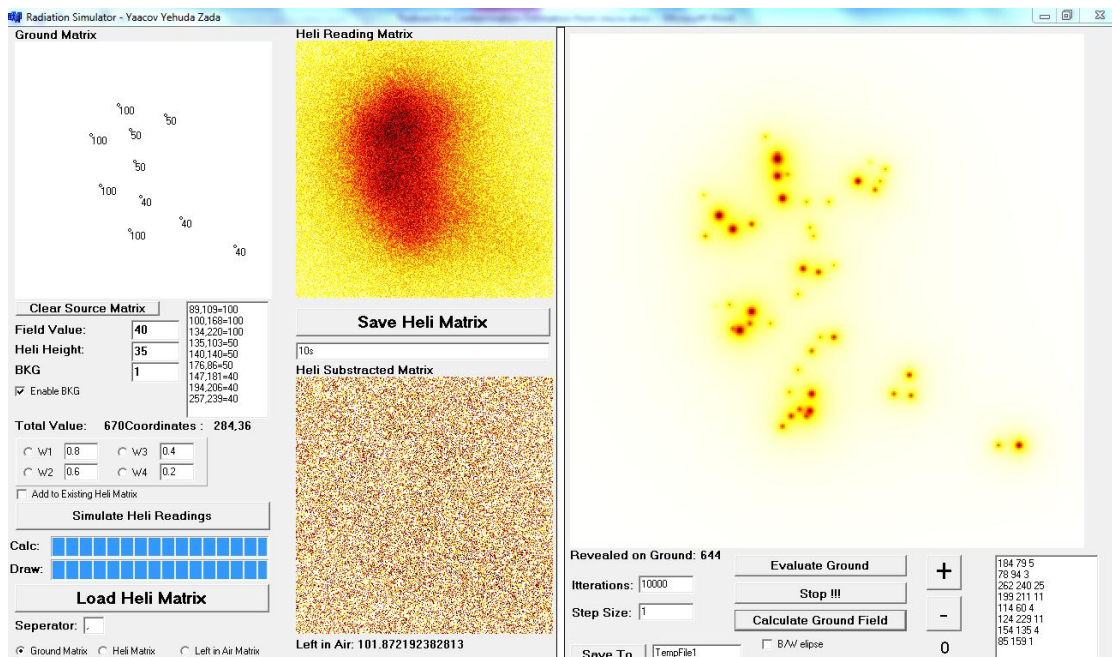 Radiation Simulator - Yaacov Yehuda Zada
Ground Matrix
100
50
100
50
50
100
40
40
100
40
Clear Source Matrix
Field Value: 40
Heli Height: 35
BKG 1
Enable BKG
89,109=100
100,168=100
134,220=100
135,103=50
140,140=50
176,86=50
147,181=40
194,206=40
257,239=40
Total Value: 670Coordinates : 284,36
W1 0.8 W3 0.4
W2 0.6 W4 0.2
Add to Existing Heli Matrix
Simulate Heli Readings
Calc:
Draw:
Load Heli Matrix
Seperator: ,
Ground Matrix Heli Matrix Left in Air Matrix
Heli Reading Matrix
Save Heli Matrix
10s
Heli Substracted Matrix
Left in Air: 101.872192382813
Revealed on Ground: 644
Itterations: 10000
Step Size: 1
Save To TempFile1
Evaluate Ground
Stop !!!
Calculate Ground Field
B/W elipse
+
-
0
184 79 5
78 94 3
262 240 25
199 211 11
114 60 4
124 229 11
154 135 4
85 159 1